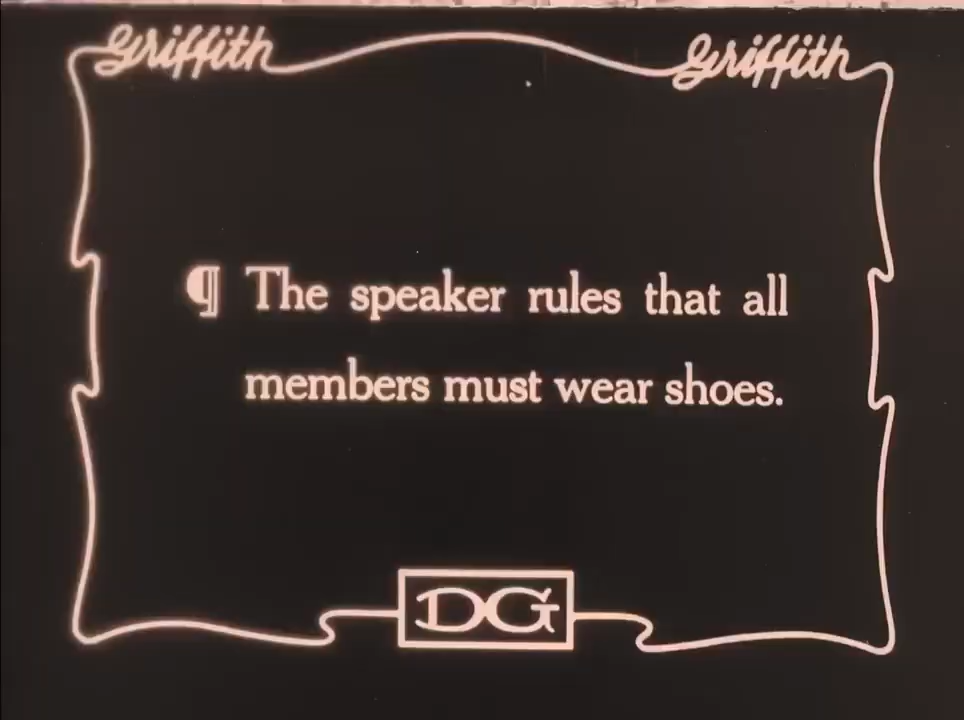 Griffith Griffith
¶ The speaker rules that all
members must wear shoes.
DG